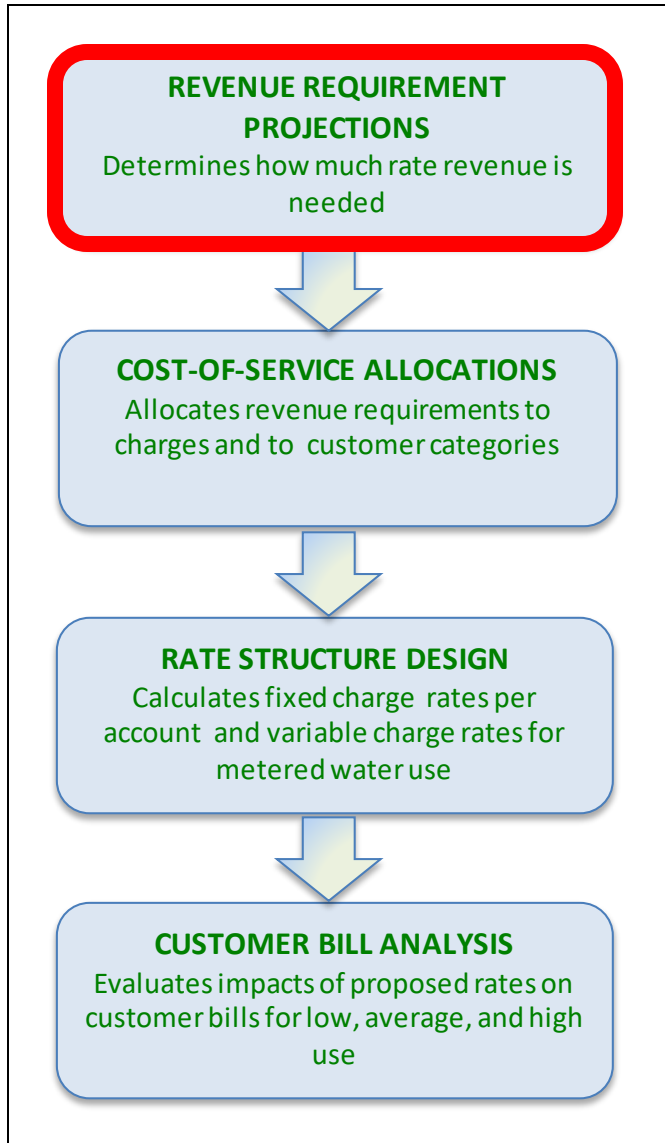 REVENUE REQUIREMENT
PROJECTIONS
Determines how much rate revenue is
needed
COST-OF-SERVICE ALLOCATIONS
Allocates revenue requirements to
charges and to customer categories
RATE STRUCTURE DESIGN
Calculates fixed charge rates per
account and variable charge rates for
metered water use
CUSTOMER BILL ANALYSIS
Evaluates impacts of proposed rates on
customer bills for low, average, and high
use